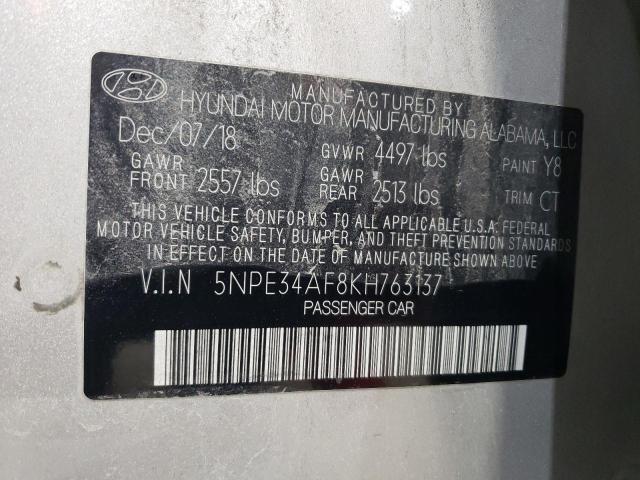 MANUFACTURED BY
HYUNDAI MOTOR MANUFACTURING ALABAMA, LLC
Dec/07/18 GVWR 4497 lbs PAINT Y8
GAWR FRONT 2557 lbs GAWR REAR 2513 lbs TRIM CT
THIS VEHICLE CONFORMS TO ALL APPLICABLE U.S.A. FEDERAL
MOTOR VEHICLE SAFETY, BUMPER, AND THEFT PREVENTION STANDARDS
IN EFFECT ON THE DATE OF MANUFACTURE SHOWN ABOVE.
V.I.N 5NPE34AF8KH763137
PASSENGER CAR